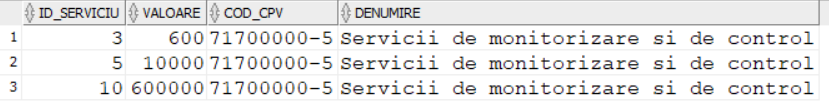 ID_SERVICIU VALOARE COD_CPV DENUMIRE
1 3 600 71700000-5 Servicii de monitorizare si de control
2 5 10000 71700000-5 Servicii de monitorizare si de control
3 10 600000 71700000-5 Servicii de monitorizare si de control